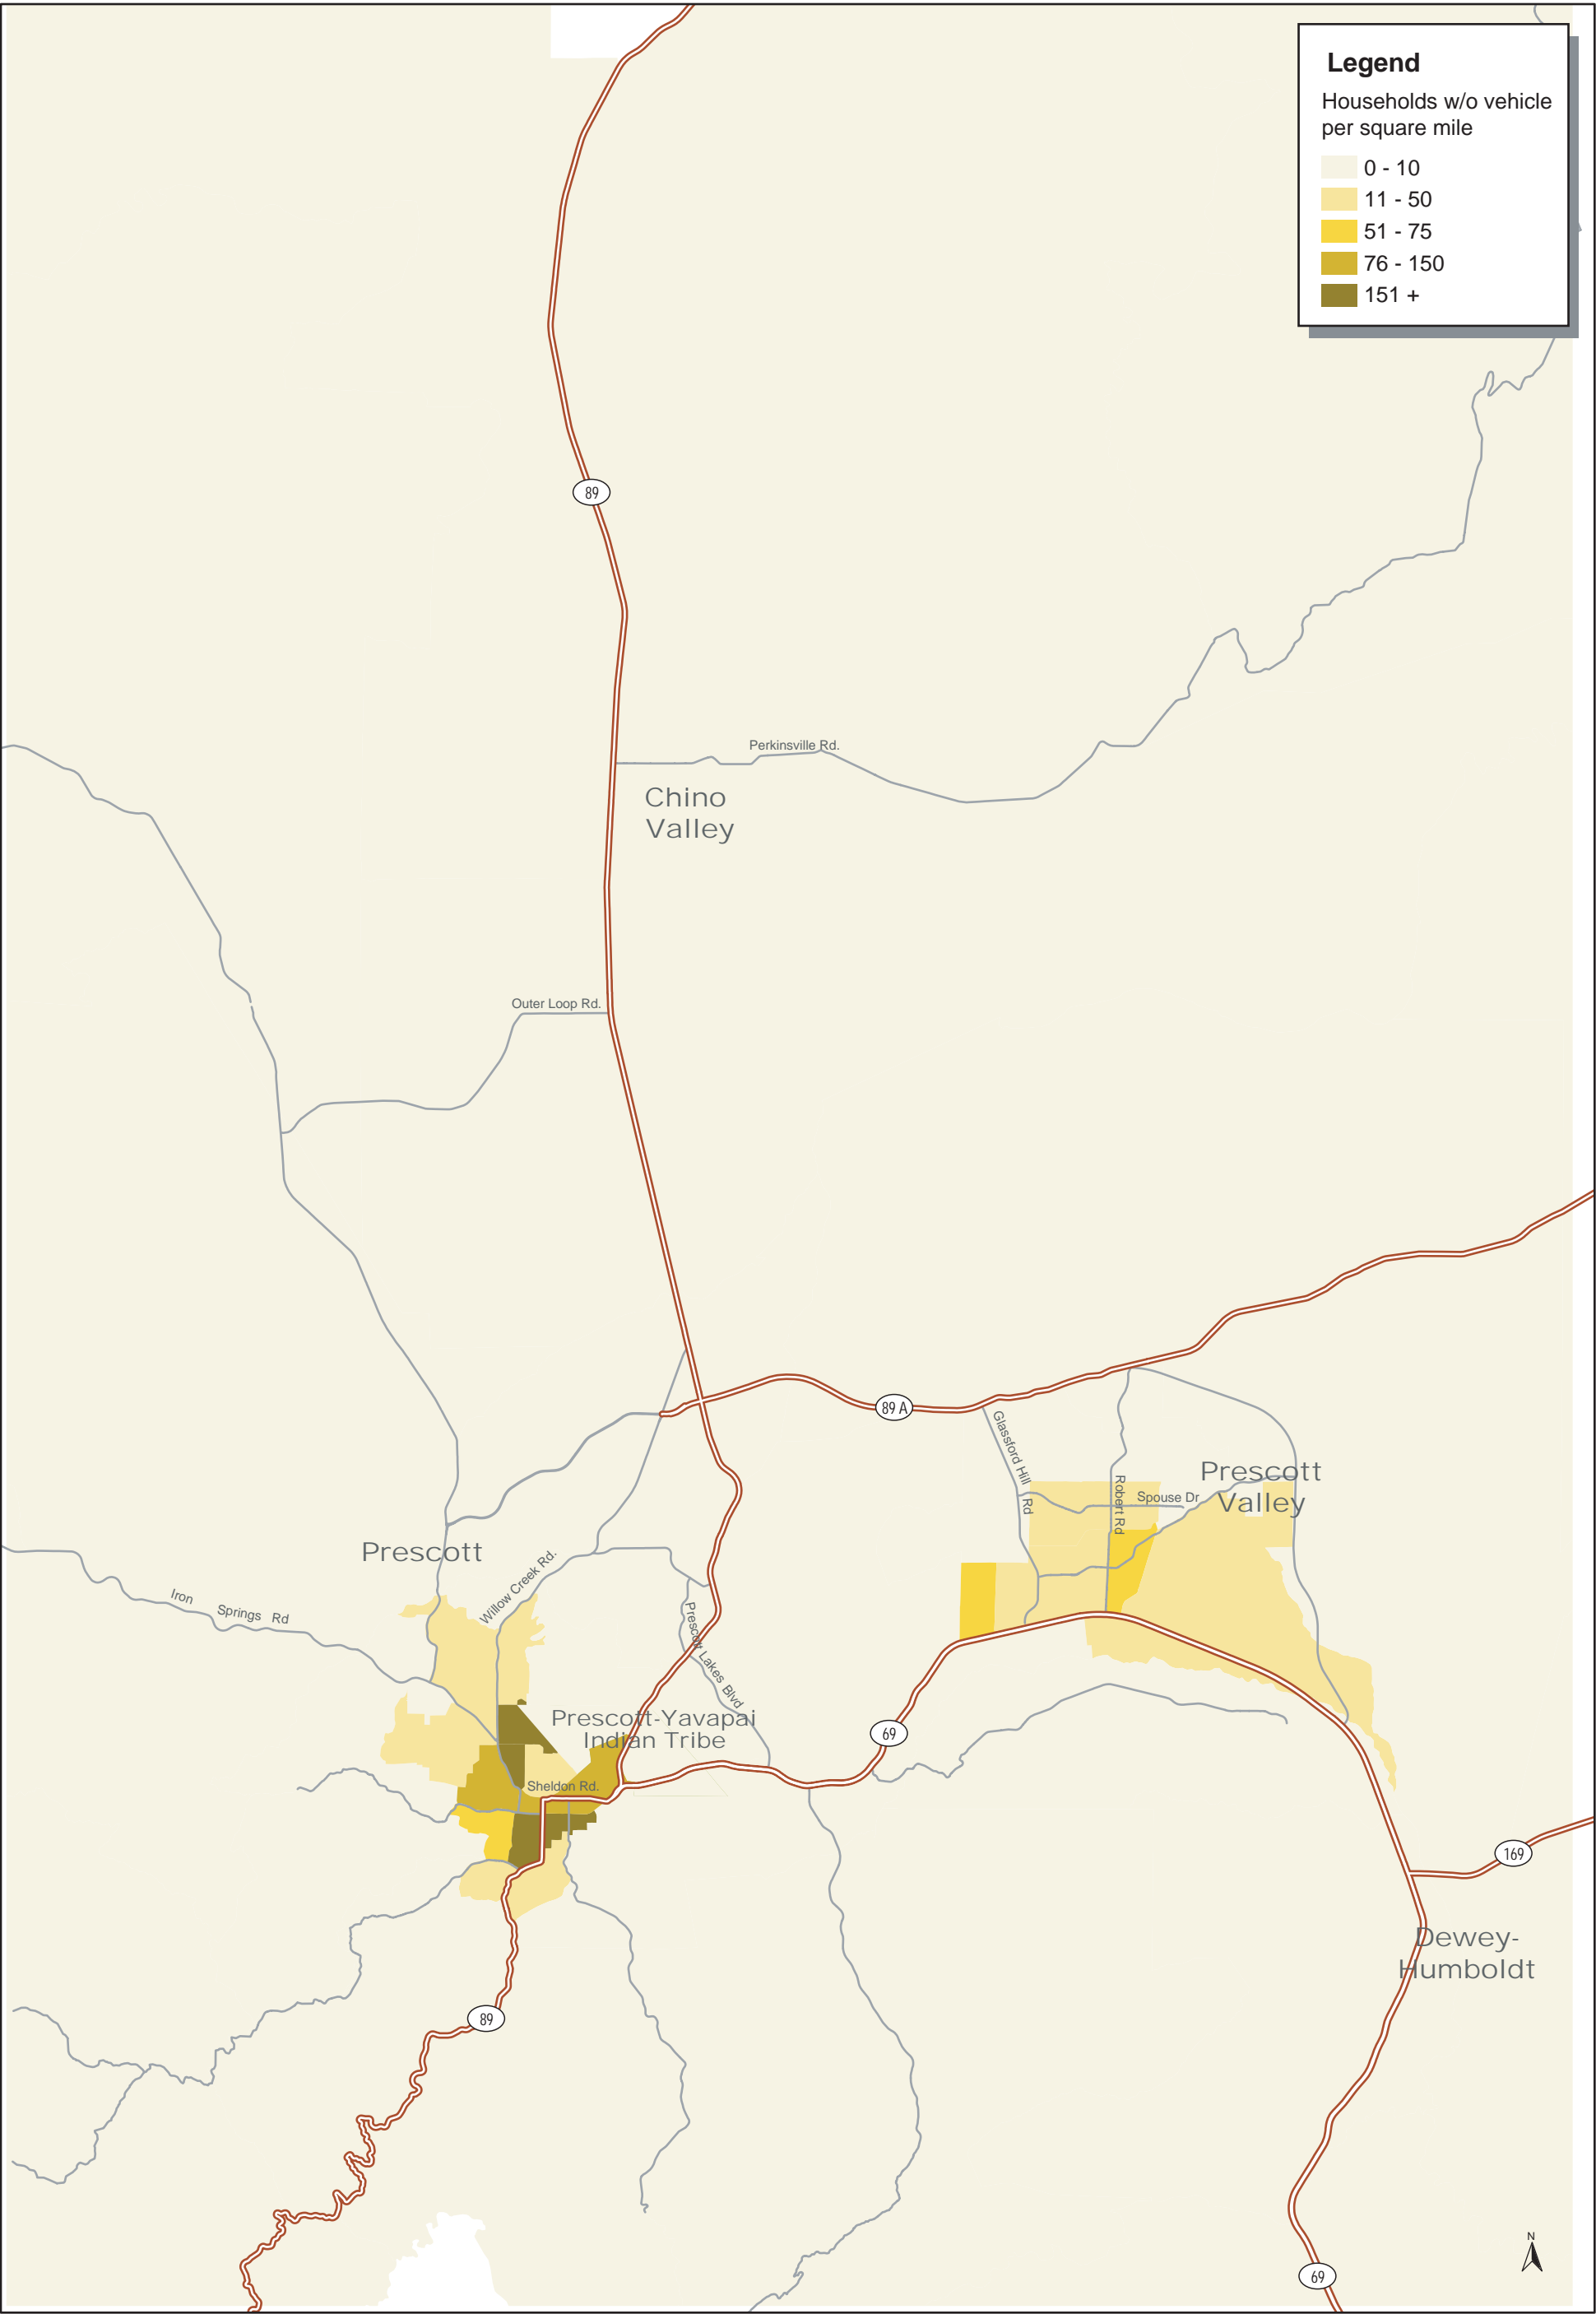 Legend
Households w/o vehicle
per square mile
0 - 10
11 - 50
51 - 75
76 - 150
151 +
89
Perkinsville Rd.
Chino
Valley
Outer Loop Rd.
89 A
Glassford Hill Rd
Robert Rd
Spouse Dr
Prescott
Valley
Prescott
Willow Creek Rd.
Iron Springs Rd
Prescott Lakes Blvd
Prescott-Yavapai
Indian Tribe
69
Sheldon Rd.
169
Dewey-
Humboldt
89
N
69